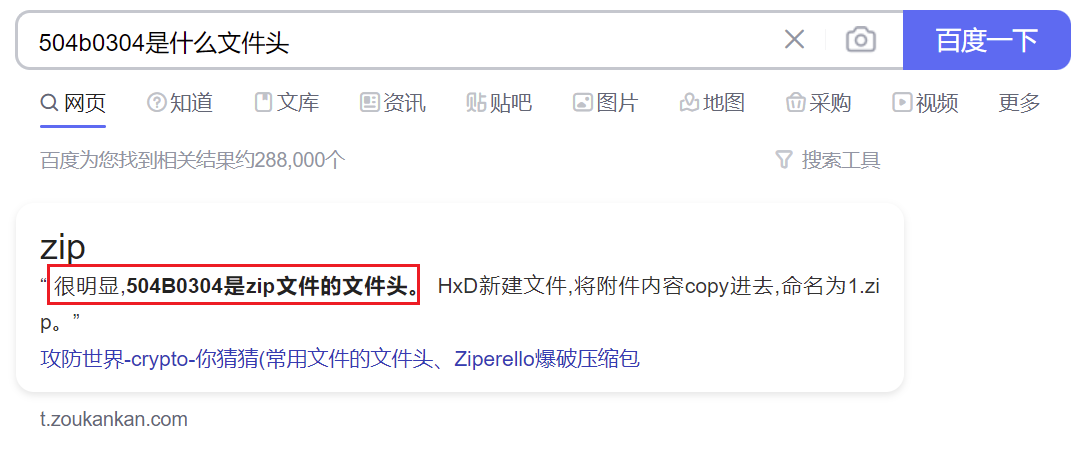 504b0304是什么文件头
百度一下
网页 知道 文库 资讯 贴吧 图片 地图 采购 视频 更多
百度为您找到相关结果约288,000个
搜索工具
zip
“ 很明显,504B0304是zip文件的文件头。 HxD新建文件,将附件内容copy进去,命名为1.zi
p。”
攻防世界-crypto-你猜猜(常用文件的文件头、Ziperello爆破压缩包
t.zoukankan.com